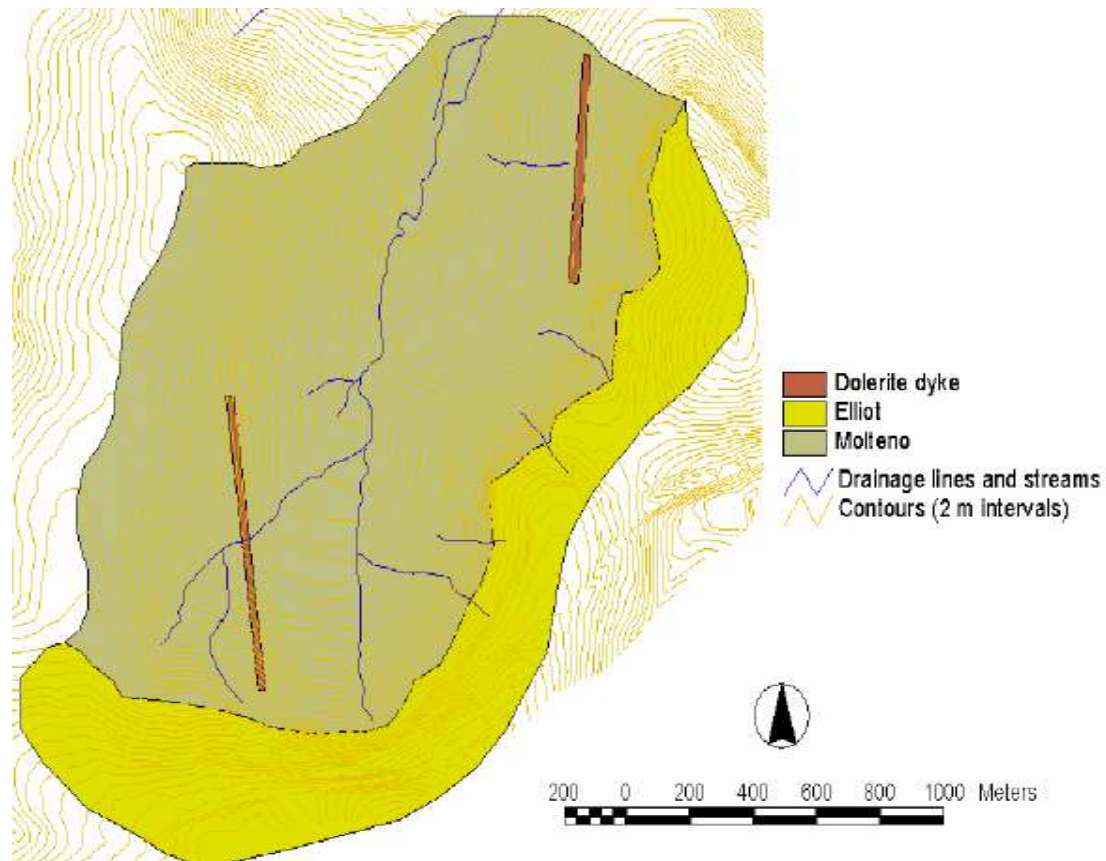 Dolerite dyke
Elliot
Molteno
Drainage lines and streams
Contours (2 m intervals)
200 0 200 400 600 800 1000 Meters